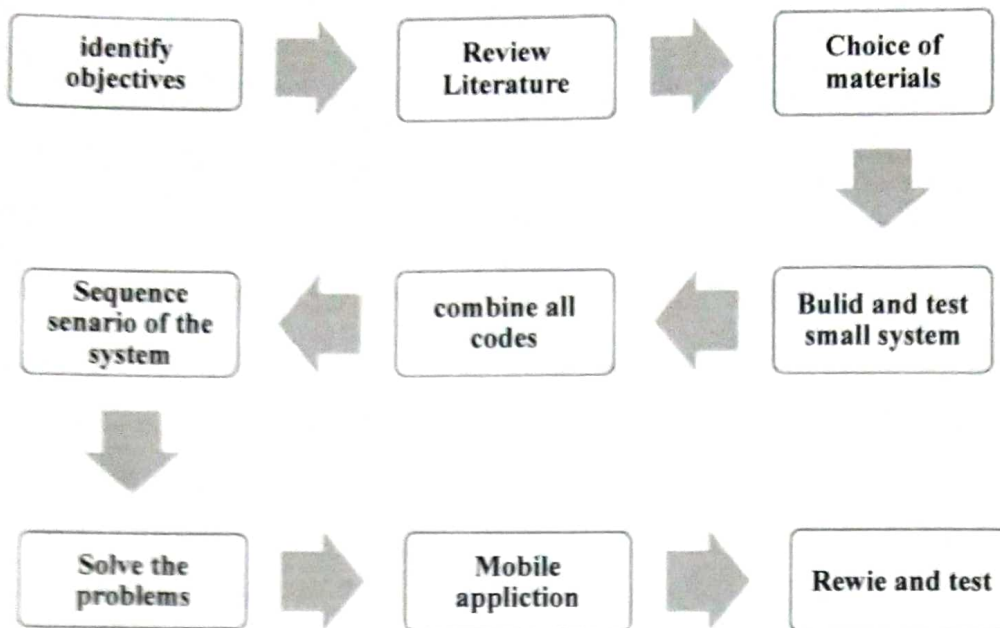 identify
objectives
Review
Literature
Choice of
materials
Bulid and test
small system
combine all
codes
Sequence
senario of the
system
Solve the
problems
Mobile
appliction
Rewie and test